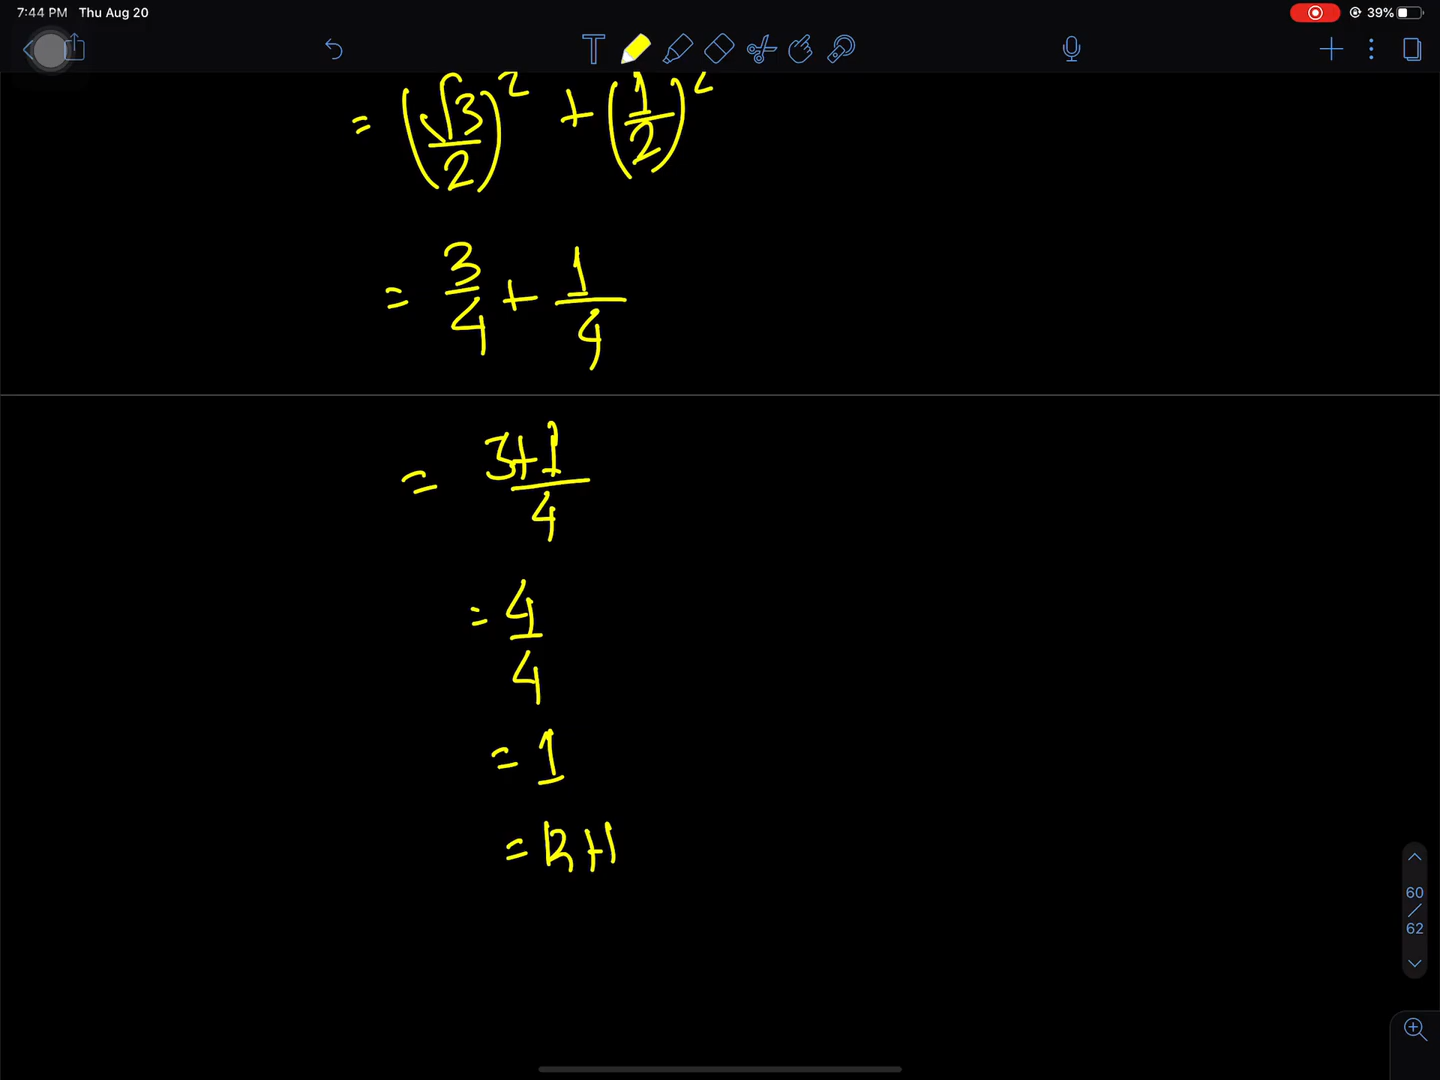 7:44 PM Thu Aug 20
39%
= (√3/2)² + (1/2)²
= 3/4 + 1/4
= 3+1/4
= 4/4
= 1
= RH
60
/
62